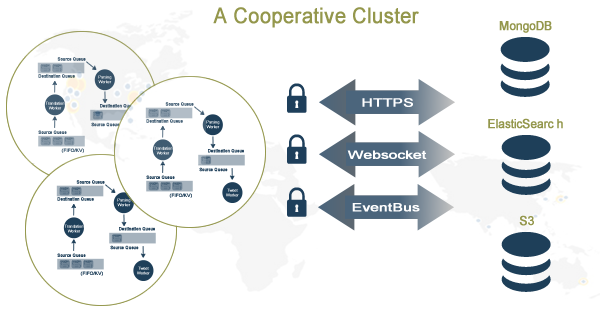 A Cooperative Cluster
MongoDB
ElasticSearc h
S3
HTTPS
Websocket
EventBus
Source Queue
Destination Queue
Parsing
Worker
Translation
Worker
Destination Queue
Source Queue
Source Queue
(FIFO/KV)
Source Queue
Destination Queue
Parsing
Worker
Translation
Worker
Destination Queue
Source Queue
Source Queue
(FIFO/KV)
Tweet
Worker
Source Queue
Destination Queue
Parsing
Worker
Translation
Worker
Destination Queue
Source Queue
Source Queue
(FIFO/KV)
Tweet
Worker